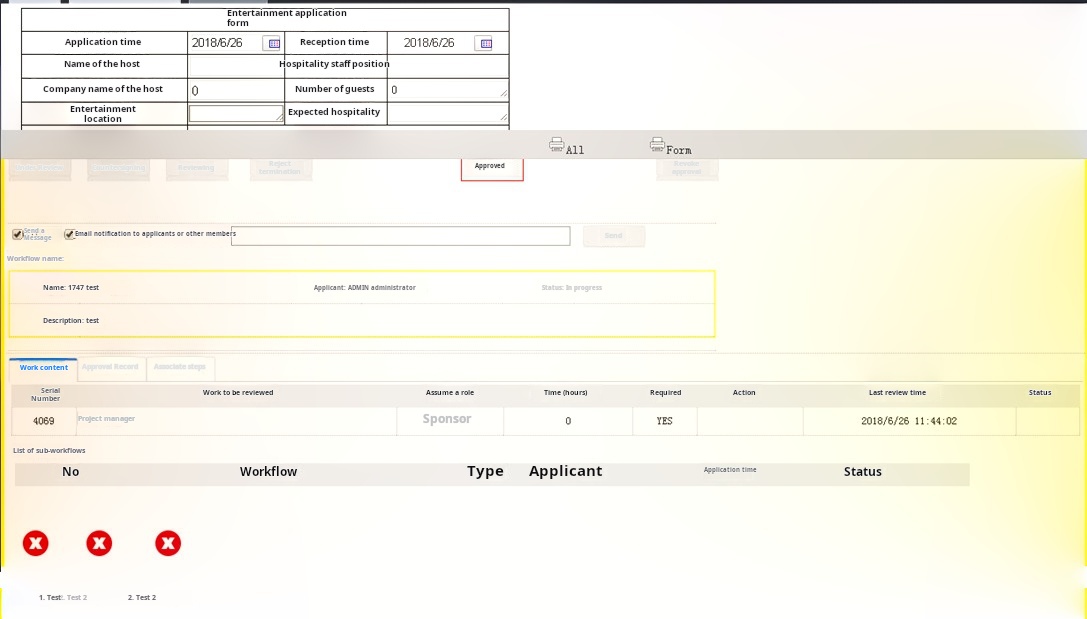 Entertainment application
form
Application time 2018/6/26 Reception time 2018/6/26
Name of the host Hospitality staff position
Company name of the host 0 Number of guests 0
Entertainment
location
Expected hospitality
All Form
Reviewing Reject
termination
Approved
Send a
Message
Email notification to applicants or other members Send
Workflow name:
Name: 1747 test Applicant: ADMIN administrator Status: In progress
Description: test
Work content Approval Record Associate steps
Serial
Number
Work to be reviewed Assume a role Time (hours) Required Action Last review time Status
4069 Project manager Sponsor 0 YES 2018/6/26 11:44:02
List of sub-workflows
No Workflow Type Applicant Application time Status
1. Test. Test 2 2. Test 2